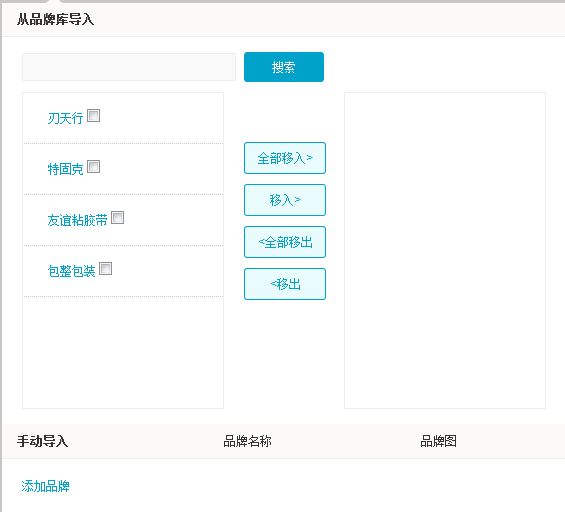 从品牌库导入
搜索
刃天行
特固克
友谊粘胶带
包整包装
全部移入>
移入>
<全部移出
<移出
手动导入 品牌名称 品牌图
添加品牌